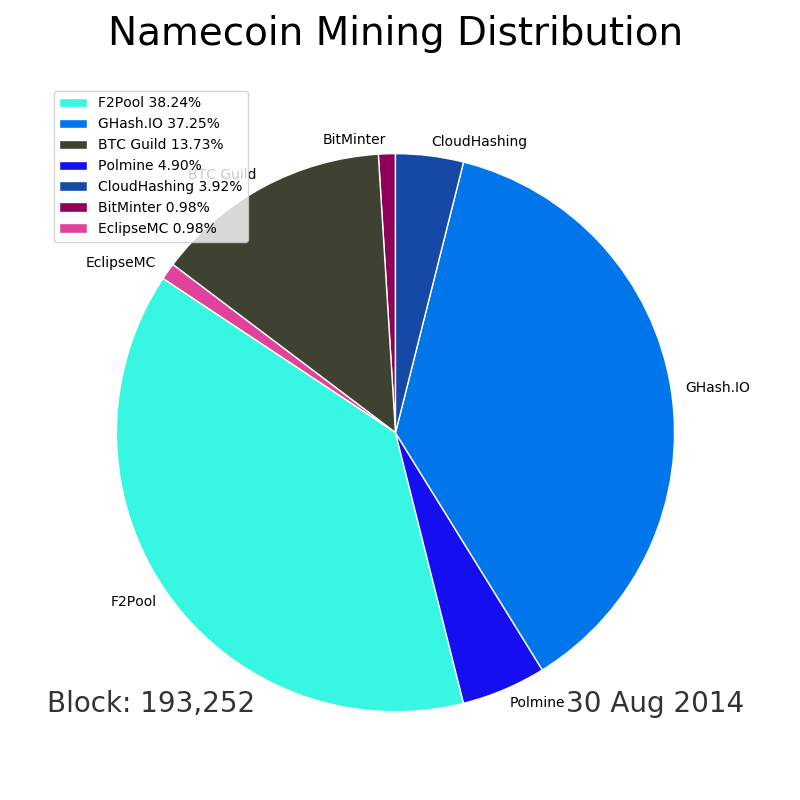 Namecoin Mining Distribution
F2Pool 38.24%
GHash.IO 37.25%
BTC Guild 13.73%
Polmine 4.90%
CloudHashing 3.92%
BitMinter 0.98%
EclipseMC 0.98%
BitMinter
CloudHashing
BTC Guild
EclipseMC
GHash.IO
F2Pool
Polmine
Block: 193,252
30 Aug 2014